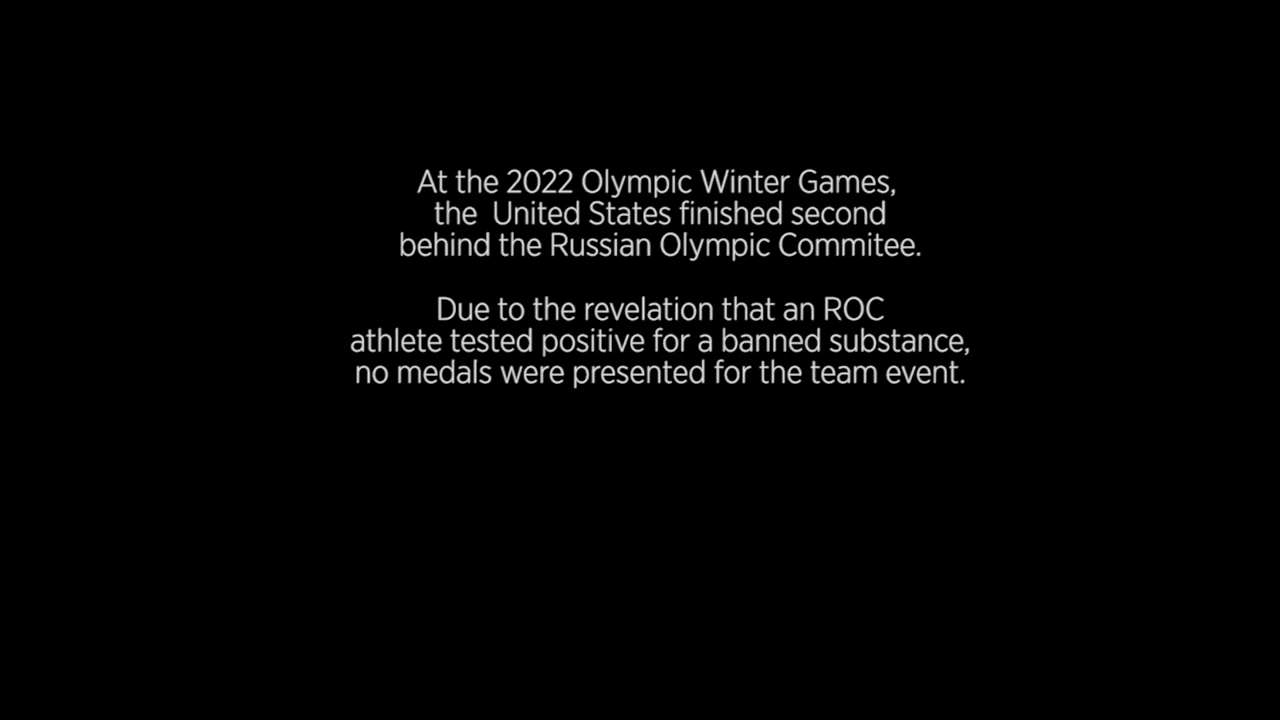 At the 2022 Olympic Winter Games,
the  United States finished second
behind the Russian Olympic Commitee.
Due to the revelation that an ROC
athlete tested positive for a banned substance,
no medals were presented for the team event.